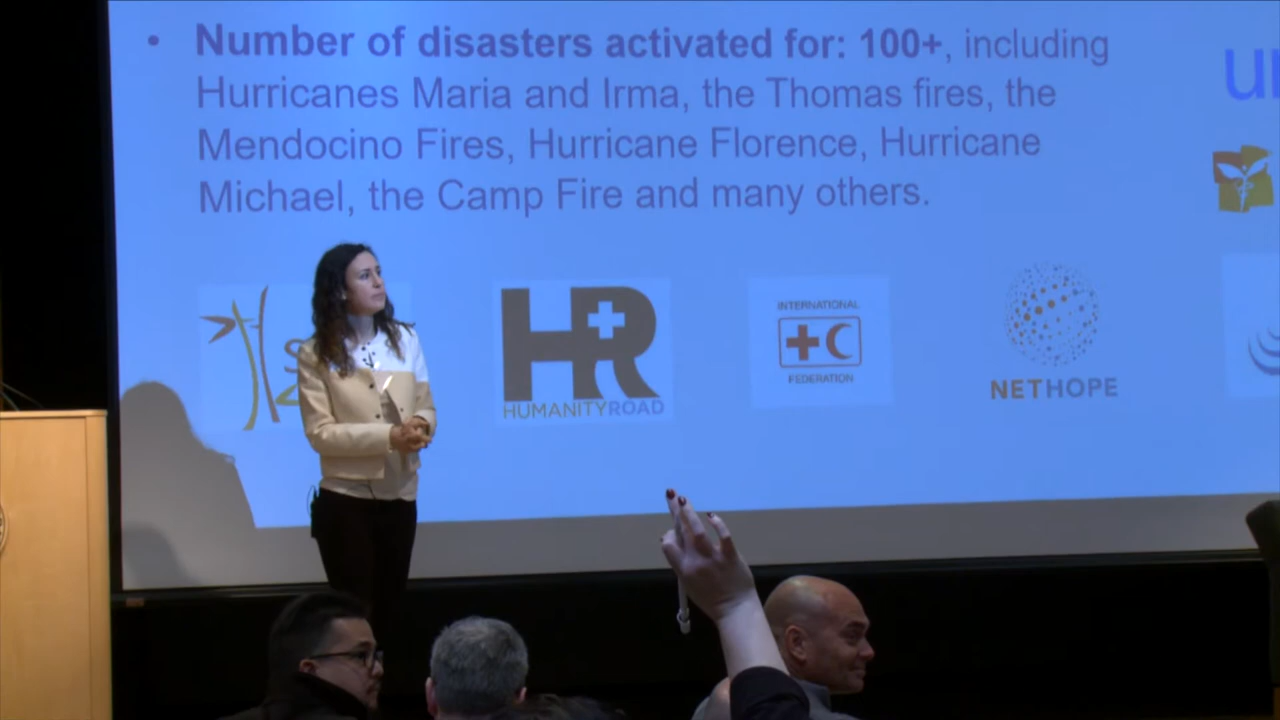 • Number of disasters activated for: 100+, including
Hurricanes Maria and Irma, the Thomas fires, the
Mendocino Fires, Hurricane Florence, Hurricane
Michael, the Camp Fire and many others.
HR
HUMANITYROAD
INTERNATIONAL
FEDERATION
NETHOPE